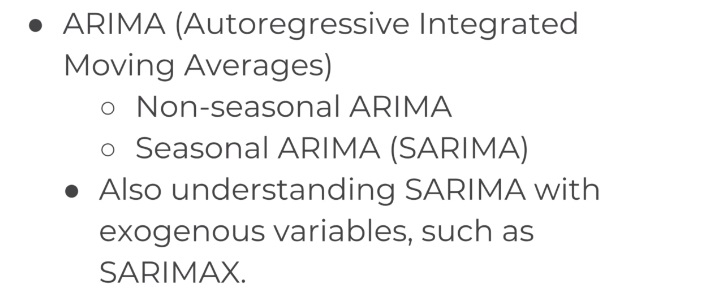 ● ARIMA (Autoregressive Integrated
Moving Averages)
○ Non-seasonal ARIMA
○ Seasonal ARIMA (SARIMA)
● Also understanding SARIMA with
exogenous variables, such as
SARIMAX.